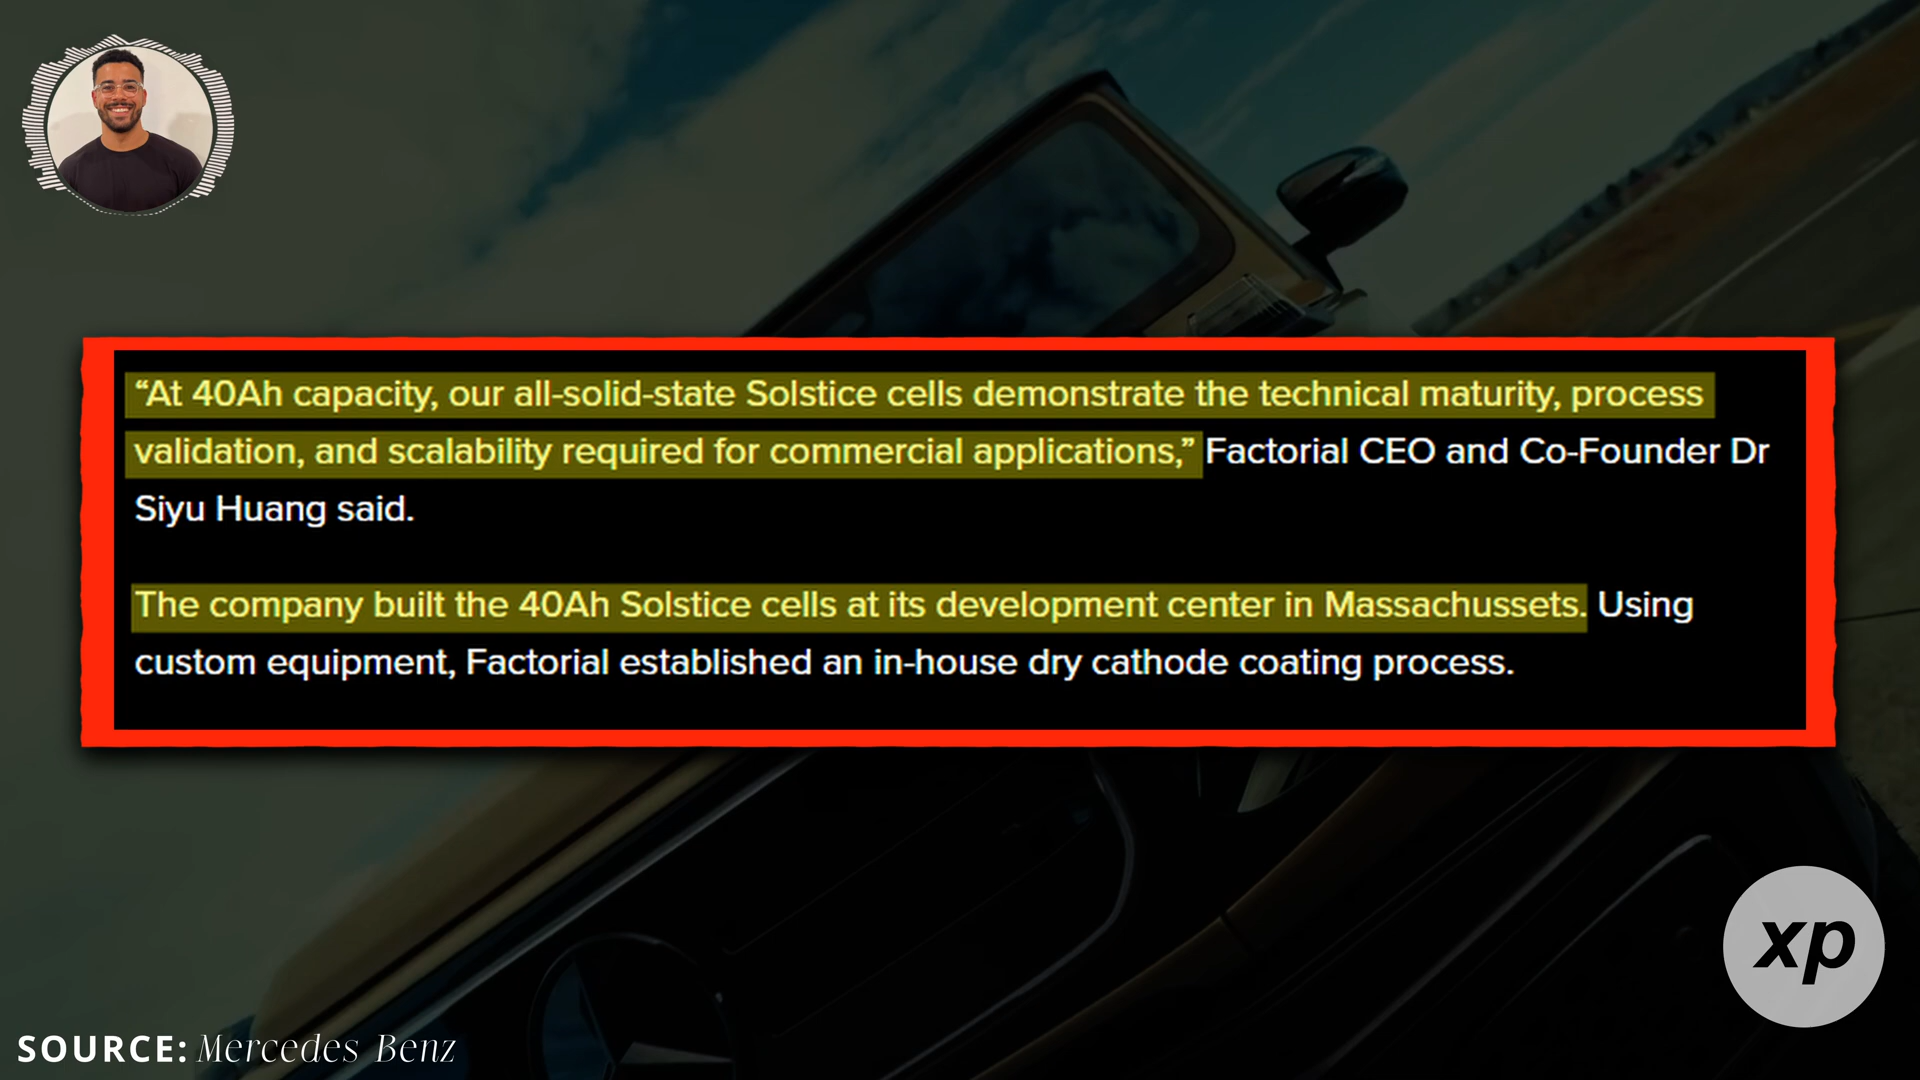 “At 40Ah capacity, our all-solid-state Solstice cells demonstrate the technical maturity, process
validation, and scalability required for commercial applications,” Factorial CEO and Co-Founder Dr
Siyu Huang said.
The company built the 40Ah Solstice cells at its development center in Massachussets. Using
custom equipment, Factorial established an in-house dry cathode coating process.
xp
SOURCE: Mercedes Benz